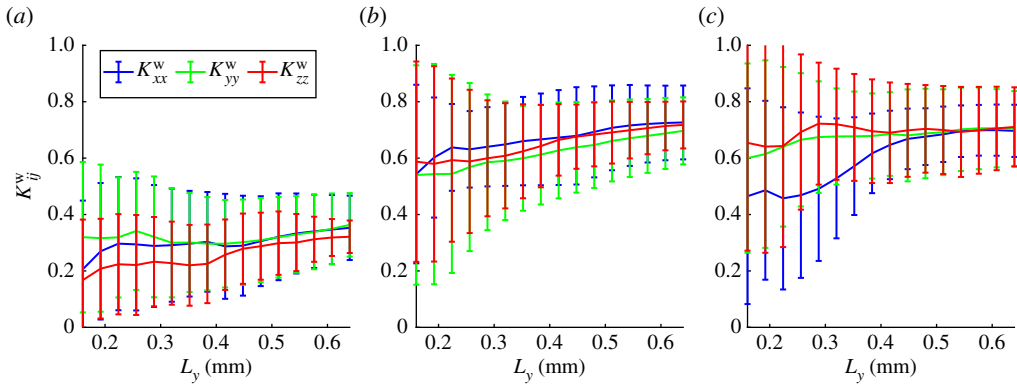 (a) (b) (c)
1.0 1.0 1.0
K^w_xx K^w_yy K^w_zz
0.8 0.8 0.8
0.6 0.6 0.6
K^w_ij
0.4 0.4 0.4
0.2 0.2 0.2
0 0 0
0.2 0.3 0.4 0.5 0.6 0.2 0.3 0.4 0.5 0.6 0.2 0.3 0.4 0.5 0.6
L_y (mm) L_y (mm) L_y (mm)